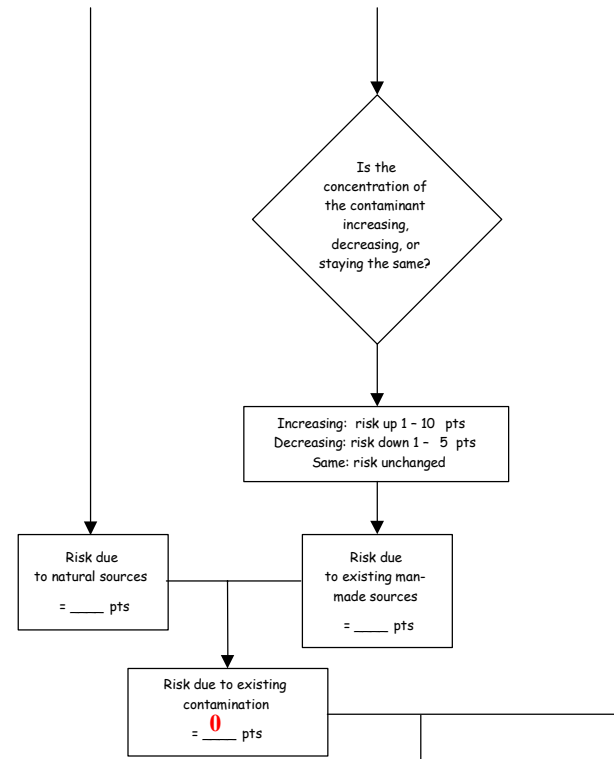 Is the
concentration of
the contaminant
increasing,
decreasing, or
staying the same?
Increasing:  risk up 1 – 10  pts
Decreasing: risk down 1 –  5  pts
Same: risk unchanged
Risk due
to natural sources
= ____ pts
Risk due
to existing man-
made sources
= ____ pts
Risk due to existing
contamination
0
= ____ pts